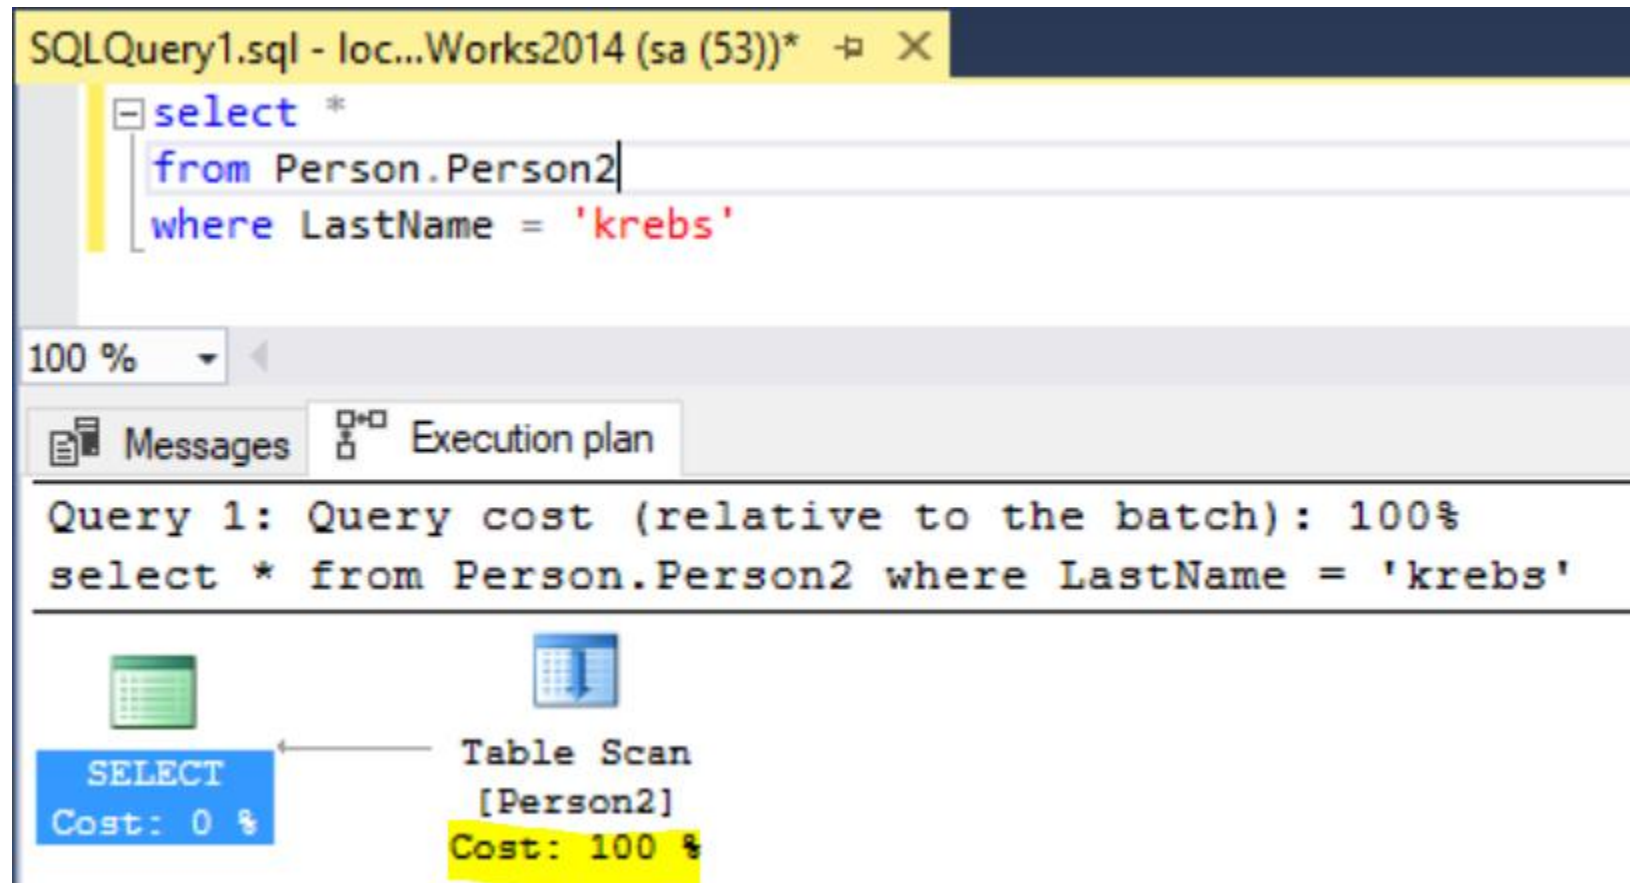 SQLQuery1.sql - loc...Works2014 (sa (53))*
select *
from Person.Person2
where LastName = 'krebs'
100 %
Messages Execution plan
Query 1: Query cost (relative to the batch): 100%
select * from Person.Person2 where LastName = 'krebs'
SELECT
Cost: 0 %
Table Scan
[Person2]
Cost: 100 %